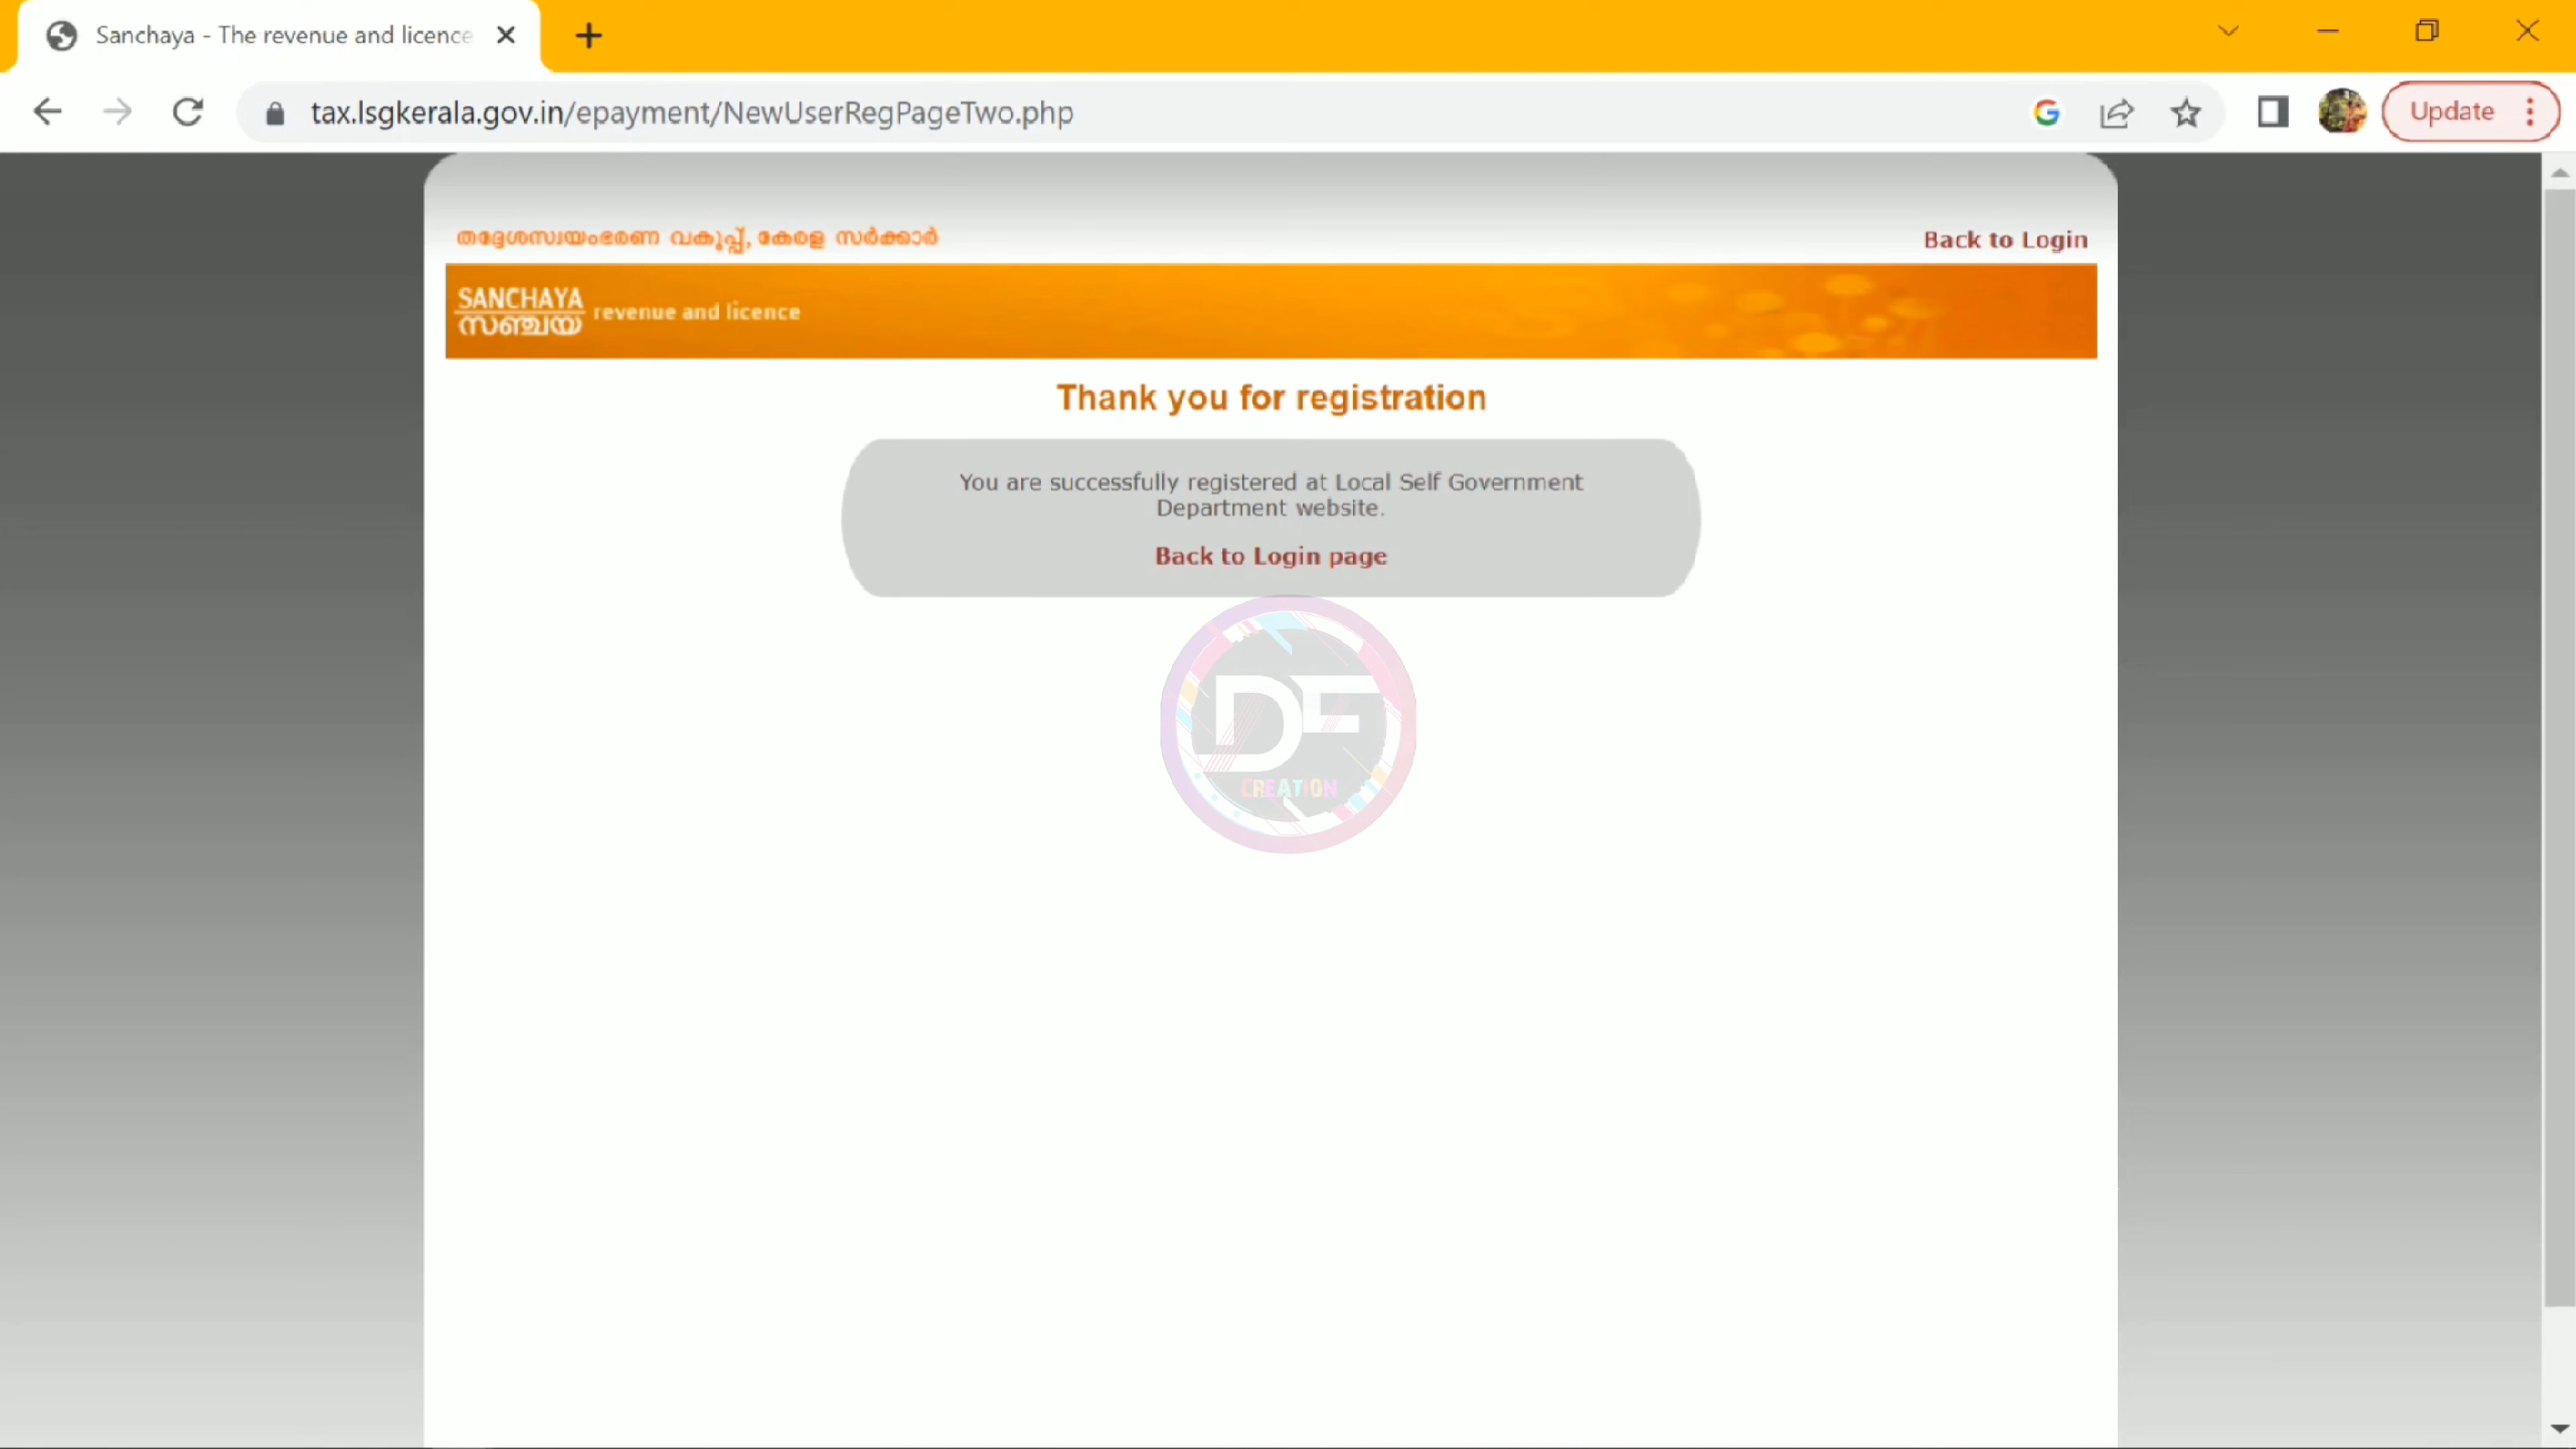 Sanchaya - The revenue and licence
tax.lsgkerala.gov.in/epayment/NewUserRegPageTwo.php
Update
തദ്ദേശസ്വയംഭരണ വകുപ്പ്, കേരള സർക്കാർ
Back to Login
SANCHAYA
സഞ്ചയ
revenue and licence
Thank you for registration
You are successfully registered at Local Self Government
Department website.
Back to Login page
DF
CREATION